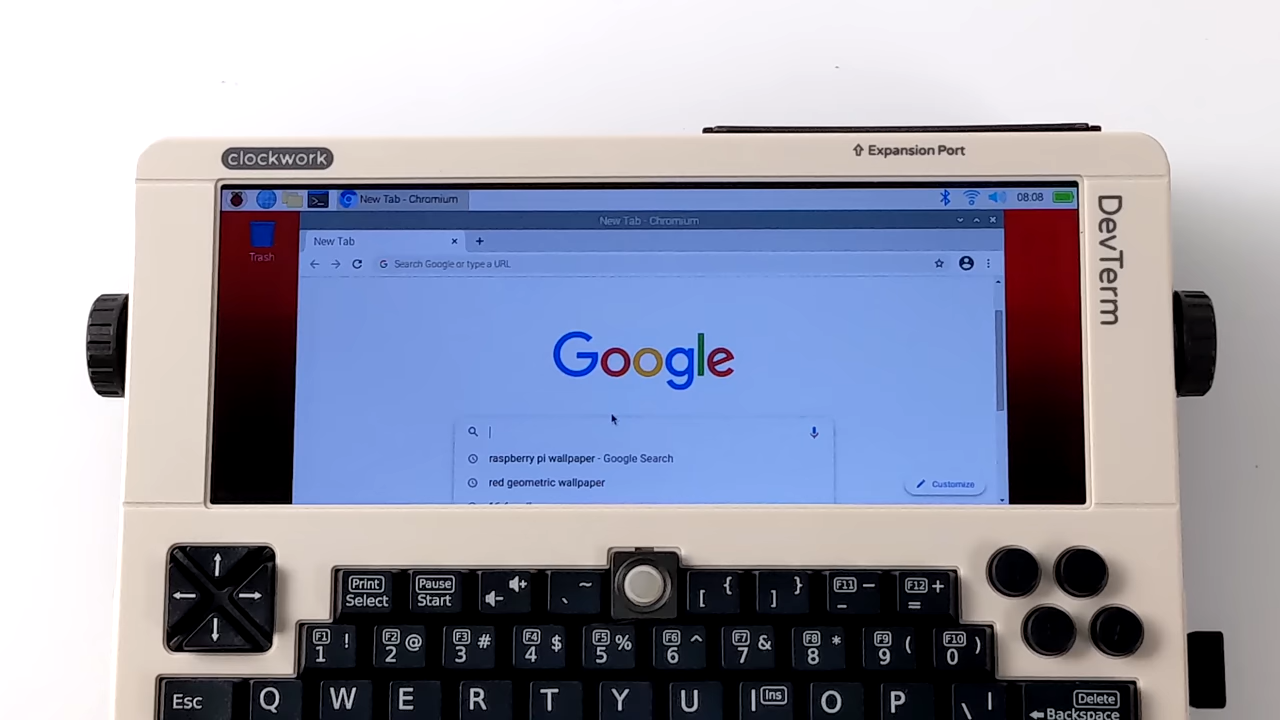 clockwork
Expansion Port
DevTerm
New Tab - Chromium
08:08
New Tab - Chromium
Trash
New Tab
Search Google or type a URL
Google
raspberry pi wallpaper - Google Search
red geometric wallpaper
Customize
Print Select
Pause Start
` ~
[ {
] }
F11 - _
F12 + =
F1 1 !
F2 2 @
F3 3 #
F4 4 $
F5 5 %
F6 6 ^
F7 7 &
F8 8 *
F9 9 (
F10 0 )
Esc
Q
W
E
R
T
Y
U
I Ins
O
P
\ |
Delete
Backspace